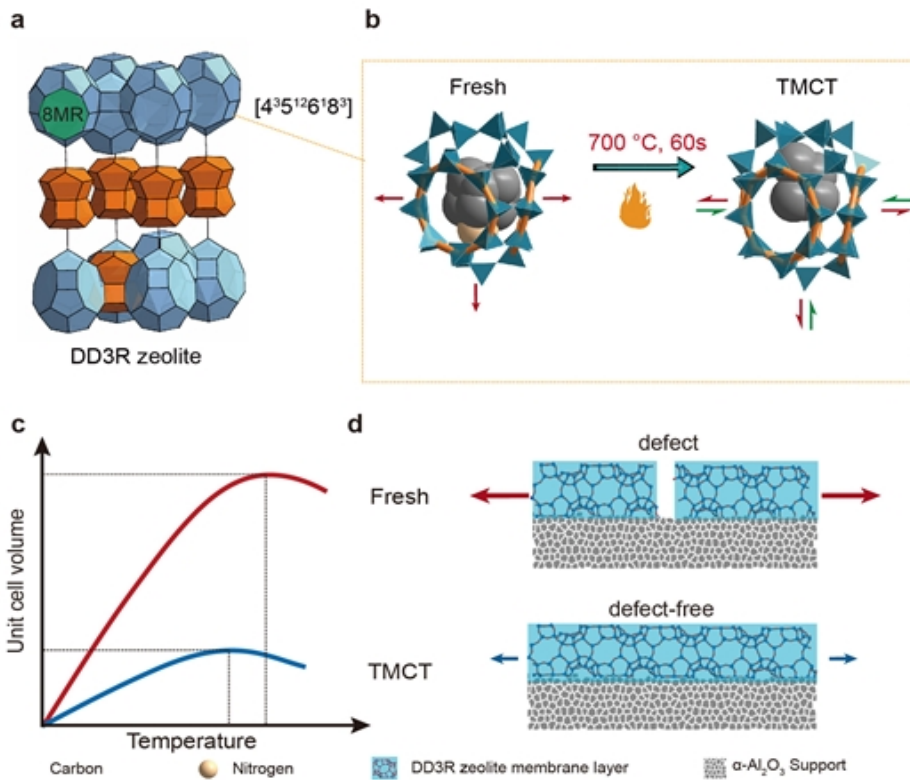 a
8MR
[4³5¹²6¹8³]
DD3R zeolite
b
Fresh
TMCT
700 °C, 60s
c
Unit cell volume
Temperature
d
defect
Fresh
defect-free
TMCT
Carbon
Nitrogen
DD3R zeolite membrane layer
α-Al₂O₃ Support